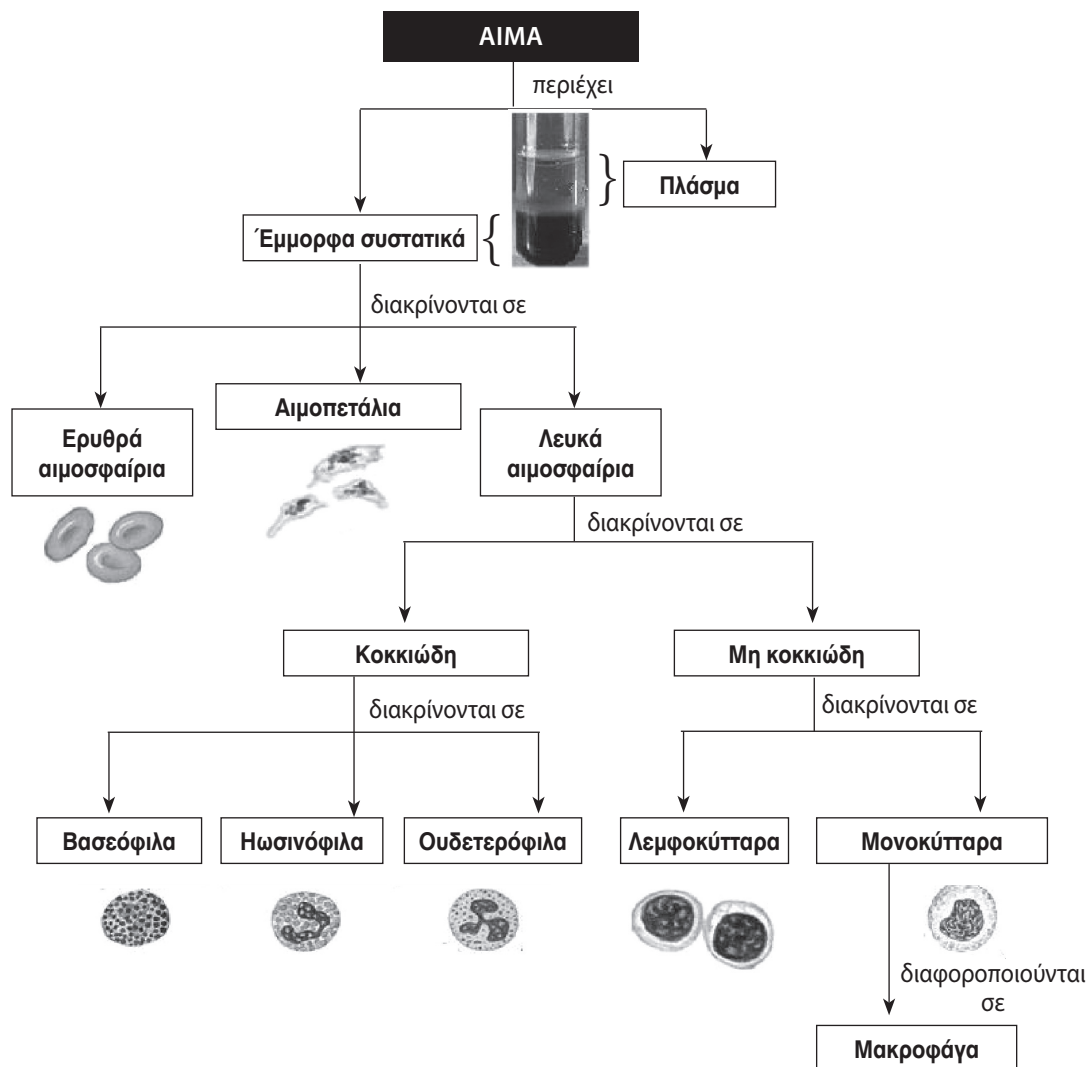 ΑΙΜΑ
περιέχει
Πλάσμα
Έμμορφα συστατικά
διακρίνονται σε
Ερυθρά
αιμοσφαίρια
Αιμοπετάλια
Λευκά
αιμοσφαίρια
διακρίνονται σε
Κοκκιώδη
Μη κοκκιώδη
διακρίνονται σε
διακρίνονται σε
Βασεόφιλα
Ηωσινόφιλα
Ουδετερόφιλα
Λεμφοκύτταρα
Μονοκύτταρα
διαφοροποιούνται
σε
Μακροφάγα